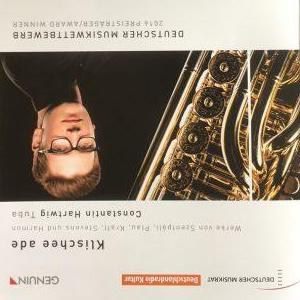 GENUIN
Deutschlandradio Kultur
DEUTSCHER MUSIKRAT
Klischee ade
Werke von Szentpáli, Plau, Kraft, Stevens und Harmon
Constantin Hartwig Tuba
DEUTSCHER MUSIKWETTBEWERB
2016 PREISTRÄGER/AWARD WINNER